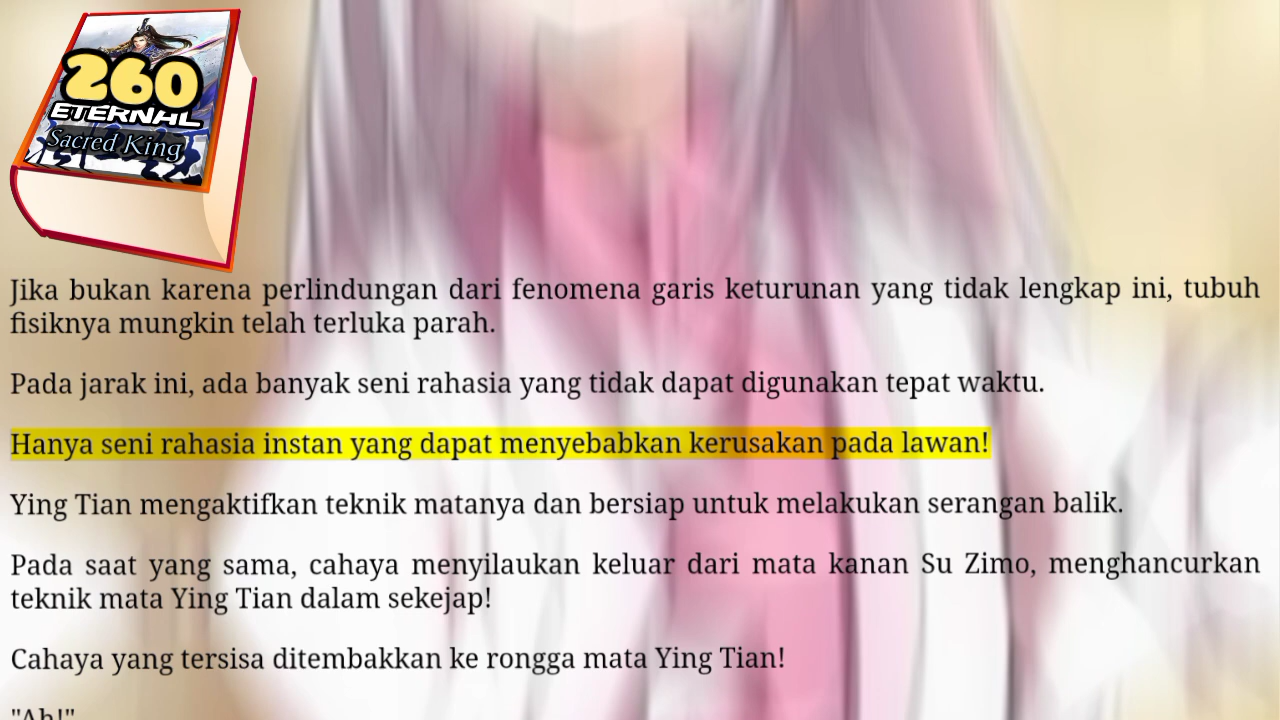 260
ETERNAL
Sacred King
Jika bukan karena perlindungan dari fenomena garis keturunan yang tidak lengkap ini, tubuh
fisiknya mungkin telah terluka parah.
Pada jarak ini, ada banyak seni rahasia yang tidak dapat digunakan tepat waktu.
Hanya seni rahasia instan yang dapat menyebabkan kerusakan pada lawan!
Ying Tian mengaktifkan teknik matanya dan bersiap untuk melakukan serangan balik.
Pada saat yang sama, cahaya menyilaukan keluar dari mata kanan Su Zimo, menghancurkan
teknik mata Ying Tian dalam sekejap!
Cahaya yang tersisa ditembakkan ke rongga mata Ying Tian!
"Ah!"